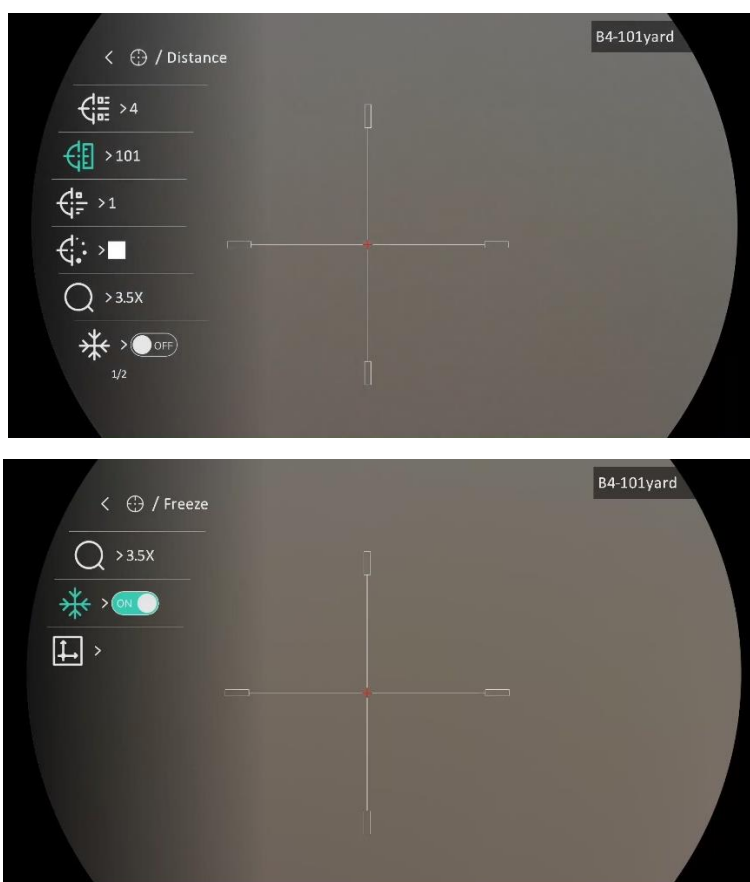 B4-101yard
< / Distance
>4
>101
>1
>
>3.5X
> OFF
1/2
B4-101yard
< / Freeze
>3.5X
> ON
>